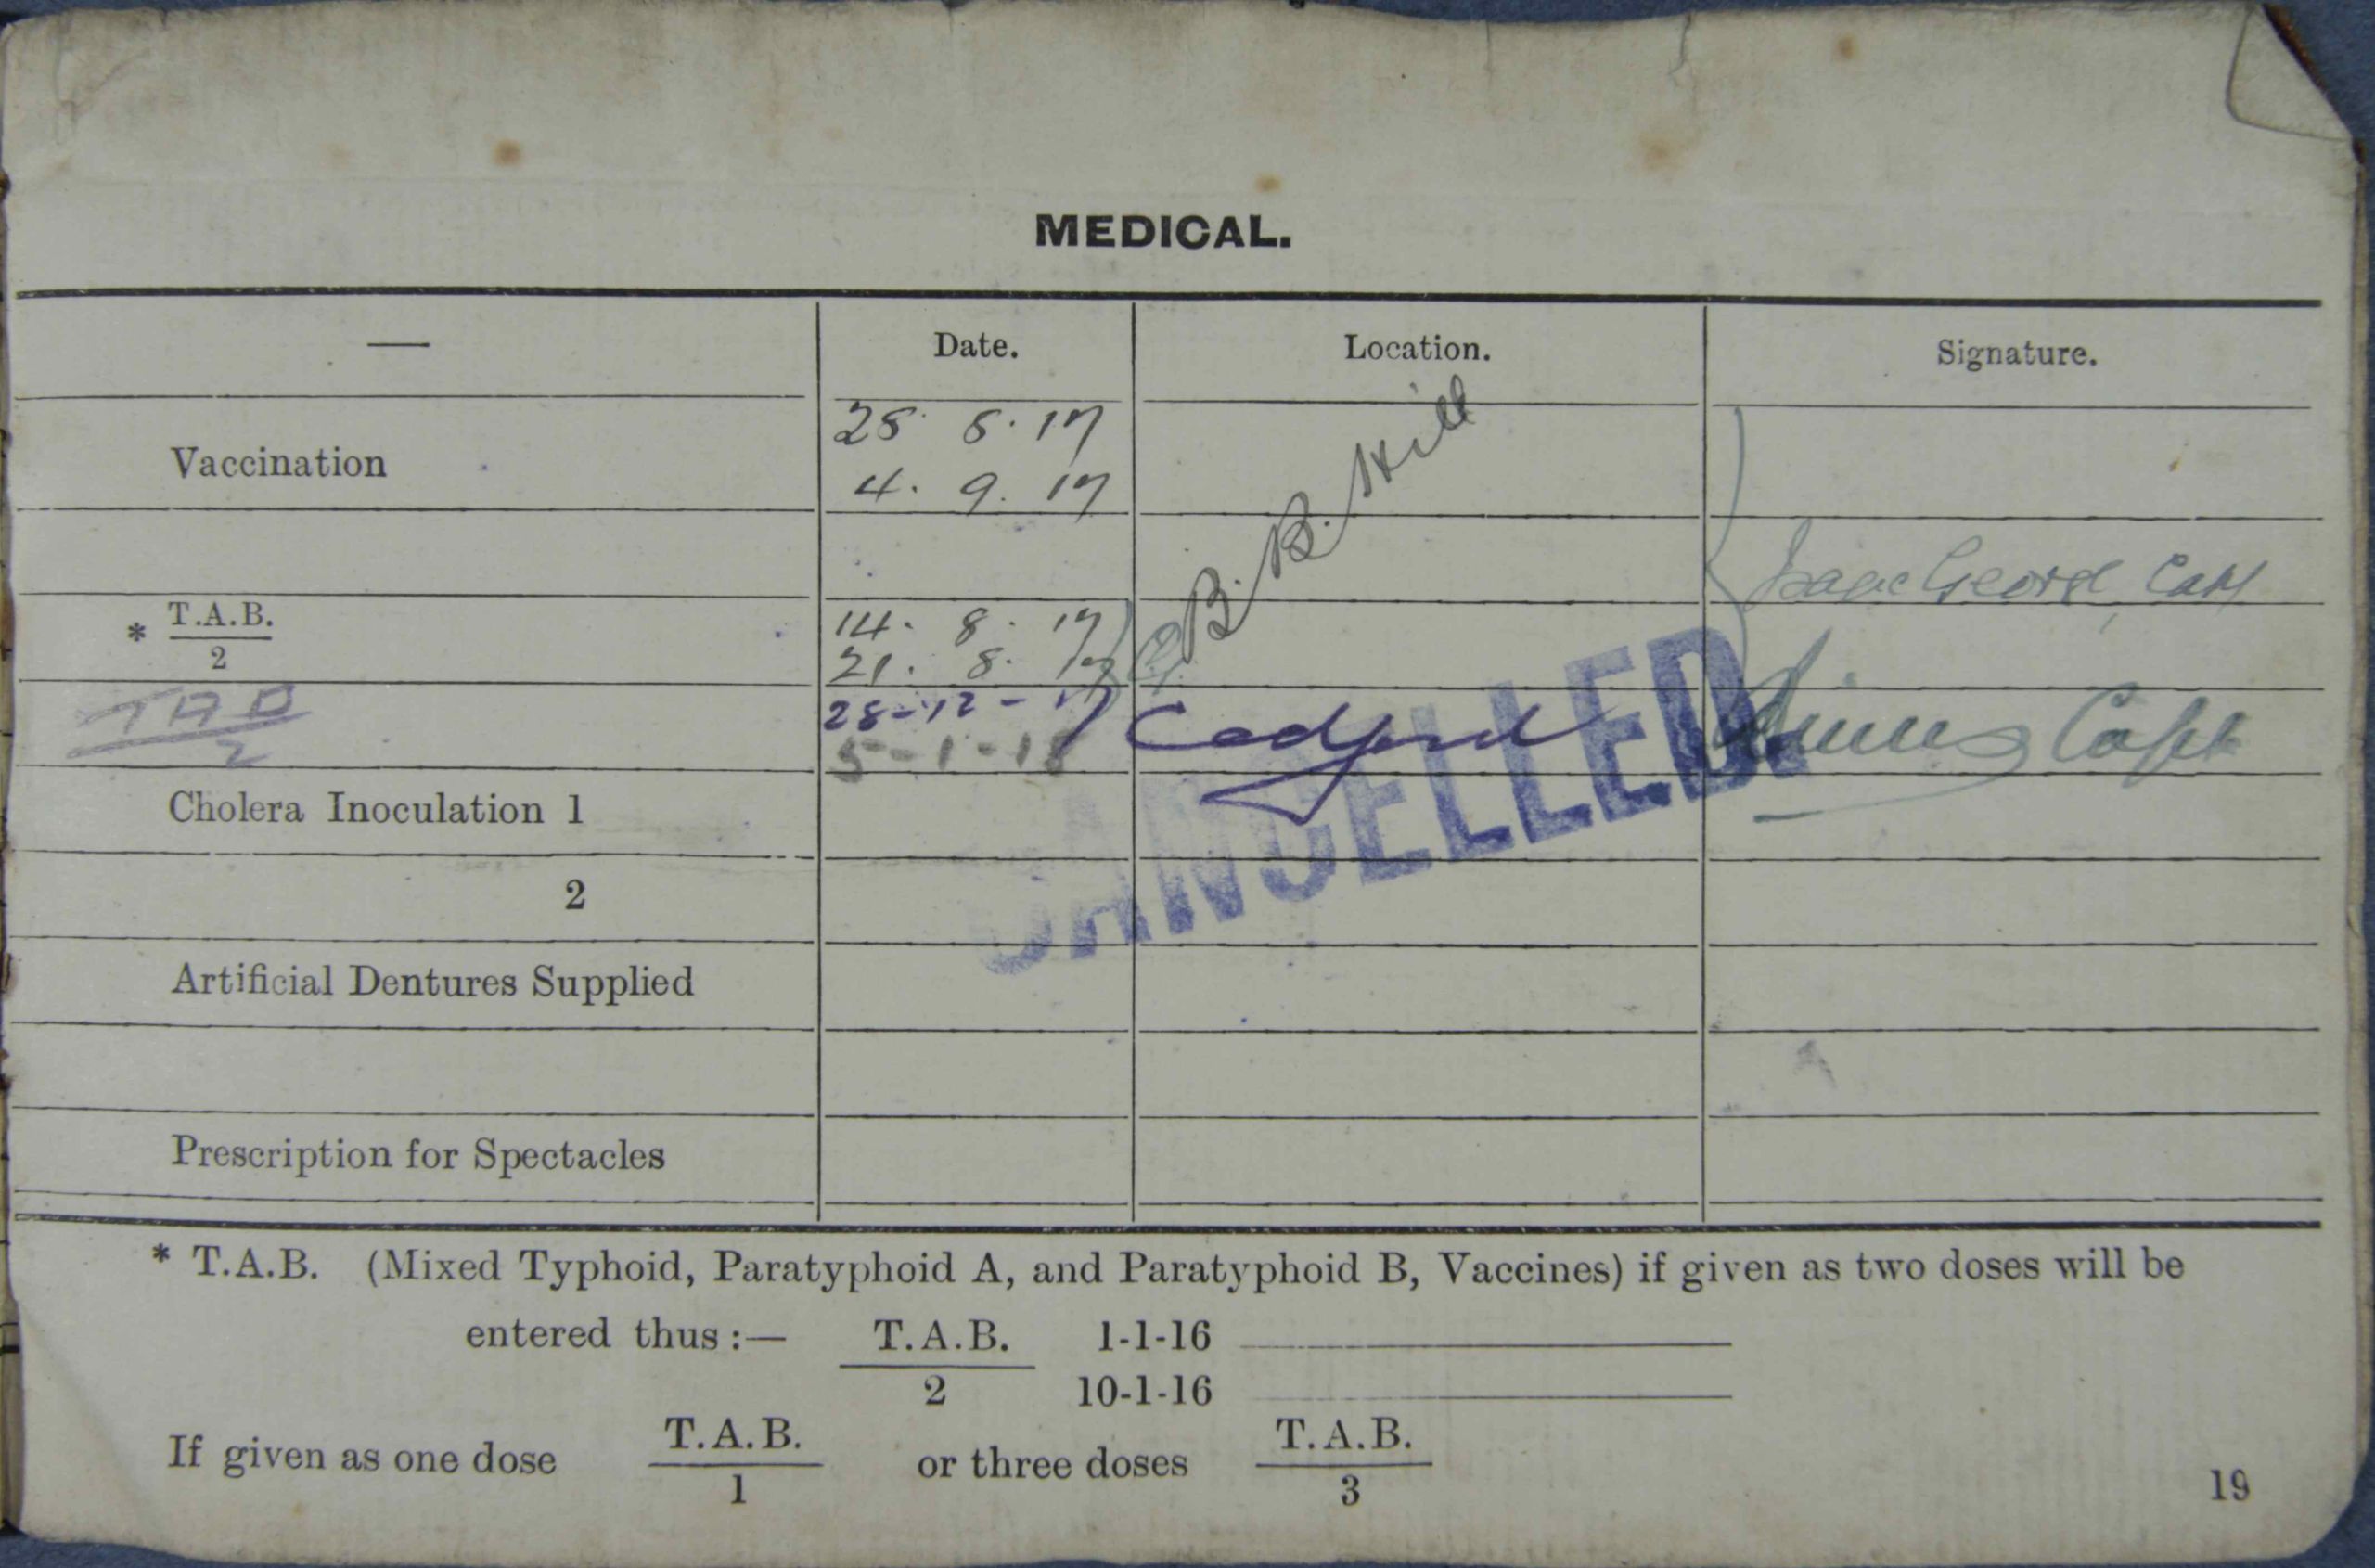 MEDICAL.
— Date. Location. Signature.
28. 8. 17
Vaccination
4. 9. 17
B. B. Hill
Isaac George Capt
* T.A.B. 14. 8. 17
2 21. 8. 17
TAB 28-12-17 Codford Capt
2 5-1-18
CANCELLED.
Cholera Inoculation 1
2
Artificial Dentures Supplied
Prescription for Spectacles
* T.A.B. (Mixed Typhoid, Paratyphoid A, and Paratyphoid B, Vaccines) if given as two doses will be
entered thus :— T.A.B. 1-1-16
2 10-1-16
If given as one dose T.A.B. or three doses T.A.B.
1 3
19